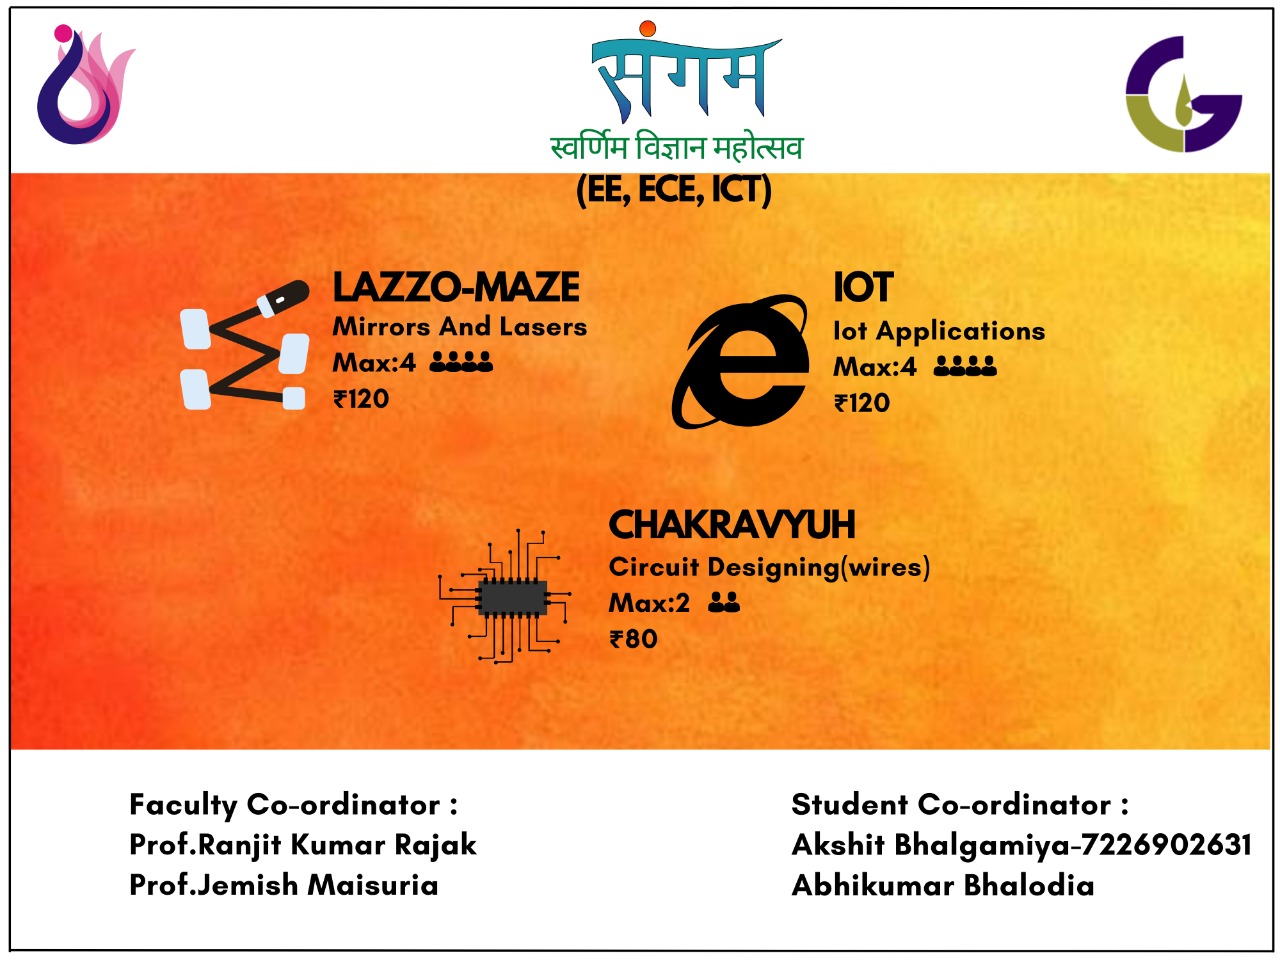 संगम
स्वर्णिम विज्ञान महोत्सव
(EE, ECE, ICT)
LAZZO-MAZE
Mirrors And Lasers
Max:4
₹120
IOT
Iot Applications
Max:4
₹120
CHAKRAVYUH
Circuit Designing(wires)
Max:2
₹80
Faculty Co-ordinator :
Prof.Ranjit Kumar Rajak
Prof.Jemish Maisuria
Student Co-ordinator :
Akshit Bhalgamiya-7226902631
Abhikumar Bhalodia